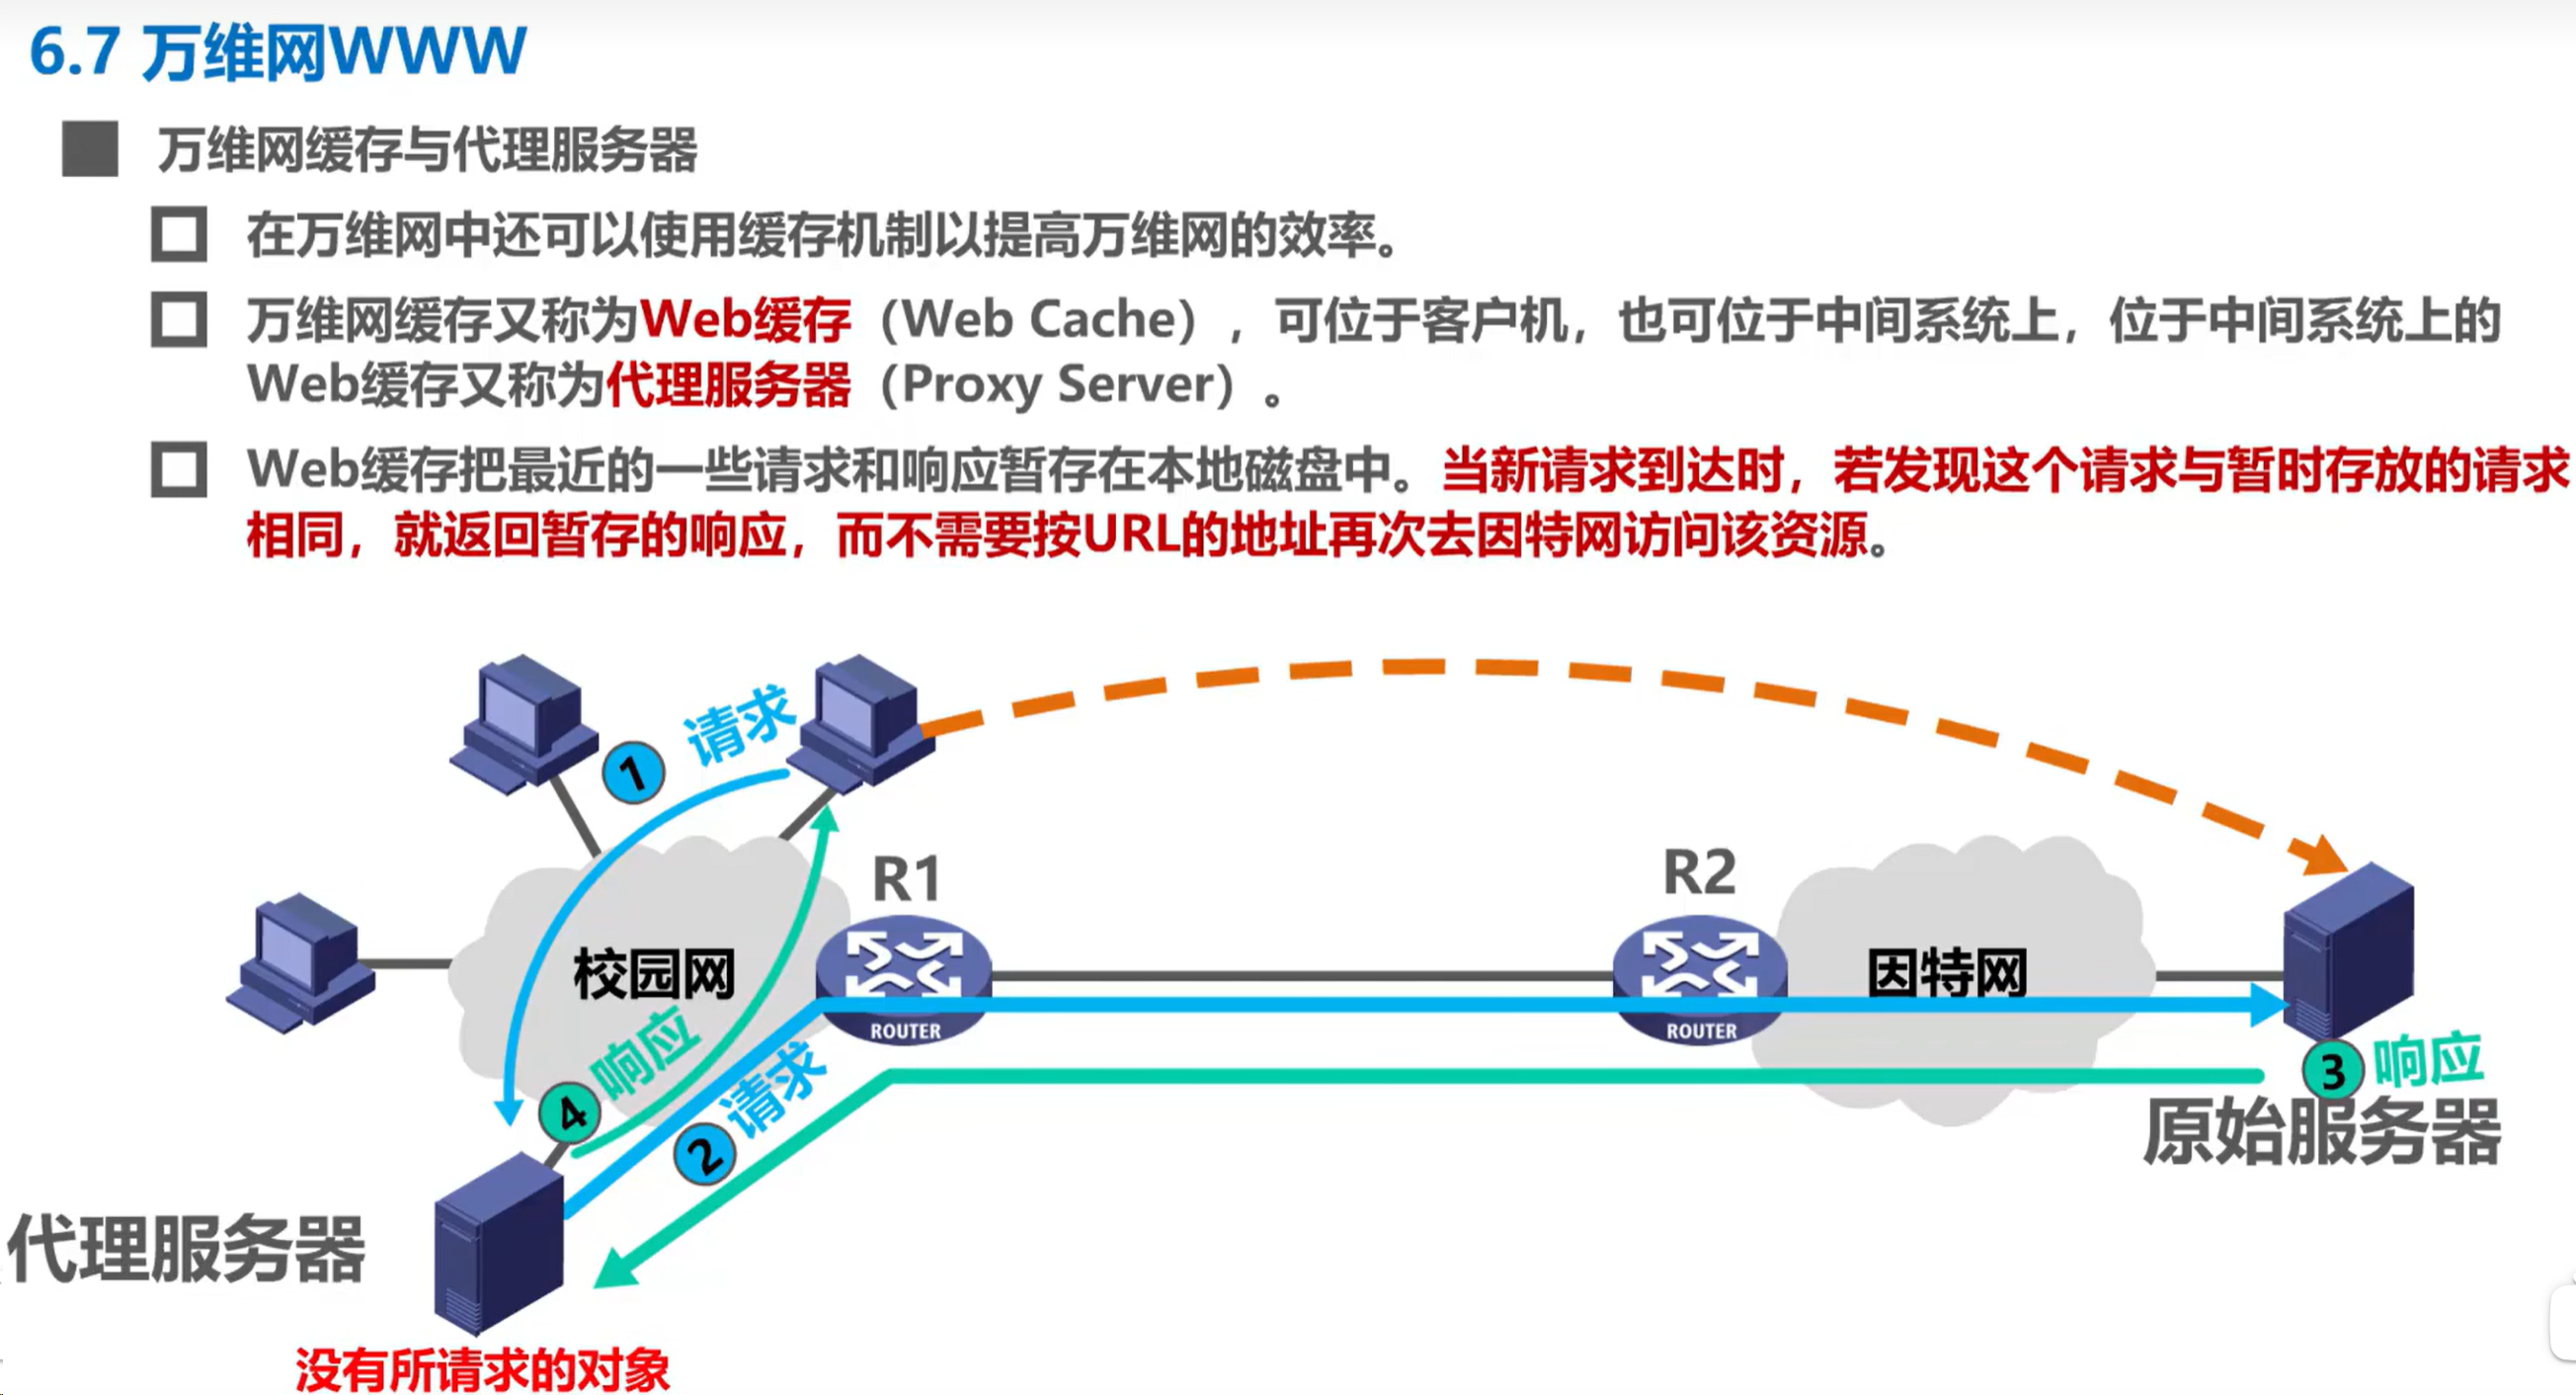 6.7 万维网WWW
万维网缓存与代理服务器
在万维网中还可以使用缓存机制以提高万维网的效率。
万维网缓存又称为Web缓存（Web Cache），可位于客户机，也可位于中间系统上，位于中间系统上的
Web缓存又称为代理服务器（Proxy Server）。
Web缓存把最近的一些请求和响应暂存在本地磁盘中。当新请求到达时，若发现这个请求与暂时存放的请求
相同，就返回暂存的响应，而不需要按URL的地址再次去因特网访问该资源。
1 请求
R1
R2
校园网
因特网
ROUTER
ROUTER
4 响应
2 请求
3 响应
原始服务器
代理服务器
没有所请求的对象